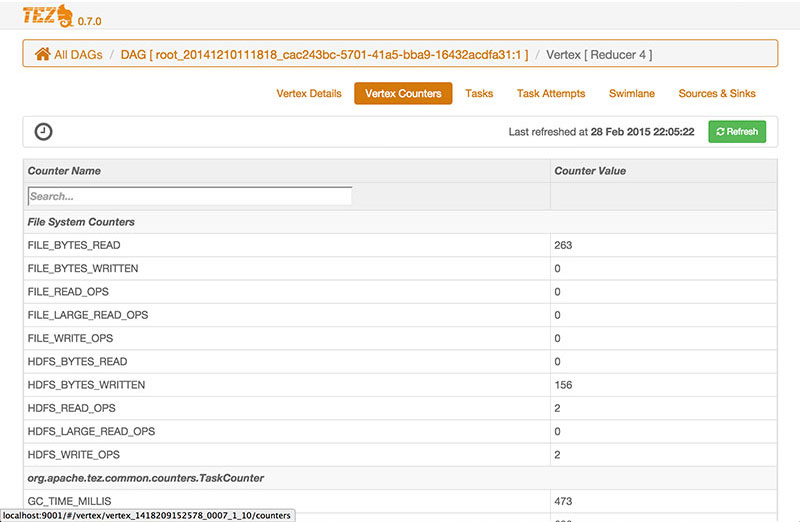 TEZ 0.7.0
All DAGs / DAG [ root_20141210111818_cac243bc-5701-41a5-bba9-16432acdfa31:1 ] / Vertex [ Reducer 4 ]
Vertex Details Vertex Counters Tasks Task Attempts Swimlane Sources & Sinks
Last refreshed at 28 Feb 2015 22:05:22 Refresh
Counter Name Counter Value
Search...
File System Counters
FILE_BYTES_READ 263
FILE_BYTES_WRITTEN 0
FILE_READ_OPS 0
FILE_LARGE_READ_OPS 0
FILE_WRITE_OPS 0
HDFS_BYTES_READ 0
HDFS_BYTES_WRITTEN 156
HDFS_READ_OPS 2
HDFS_LARGE_READ_OPS 0
HDFS_WRITE_OPS 2
org.apache.tez.common.counters.TaskCounter
GC_TIME_MILLIS 473
localhost:9001/#/vertex/vertex_1418209152578_0007_1_10/counters